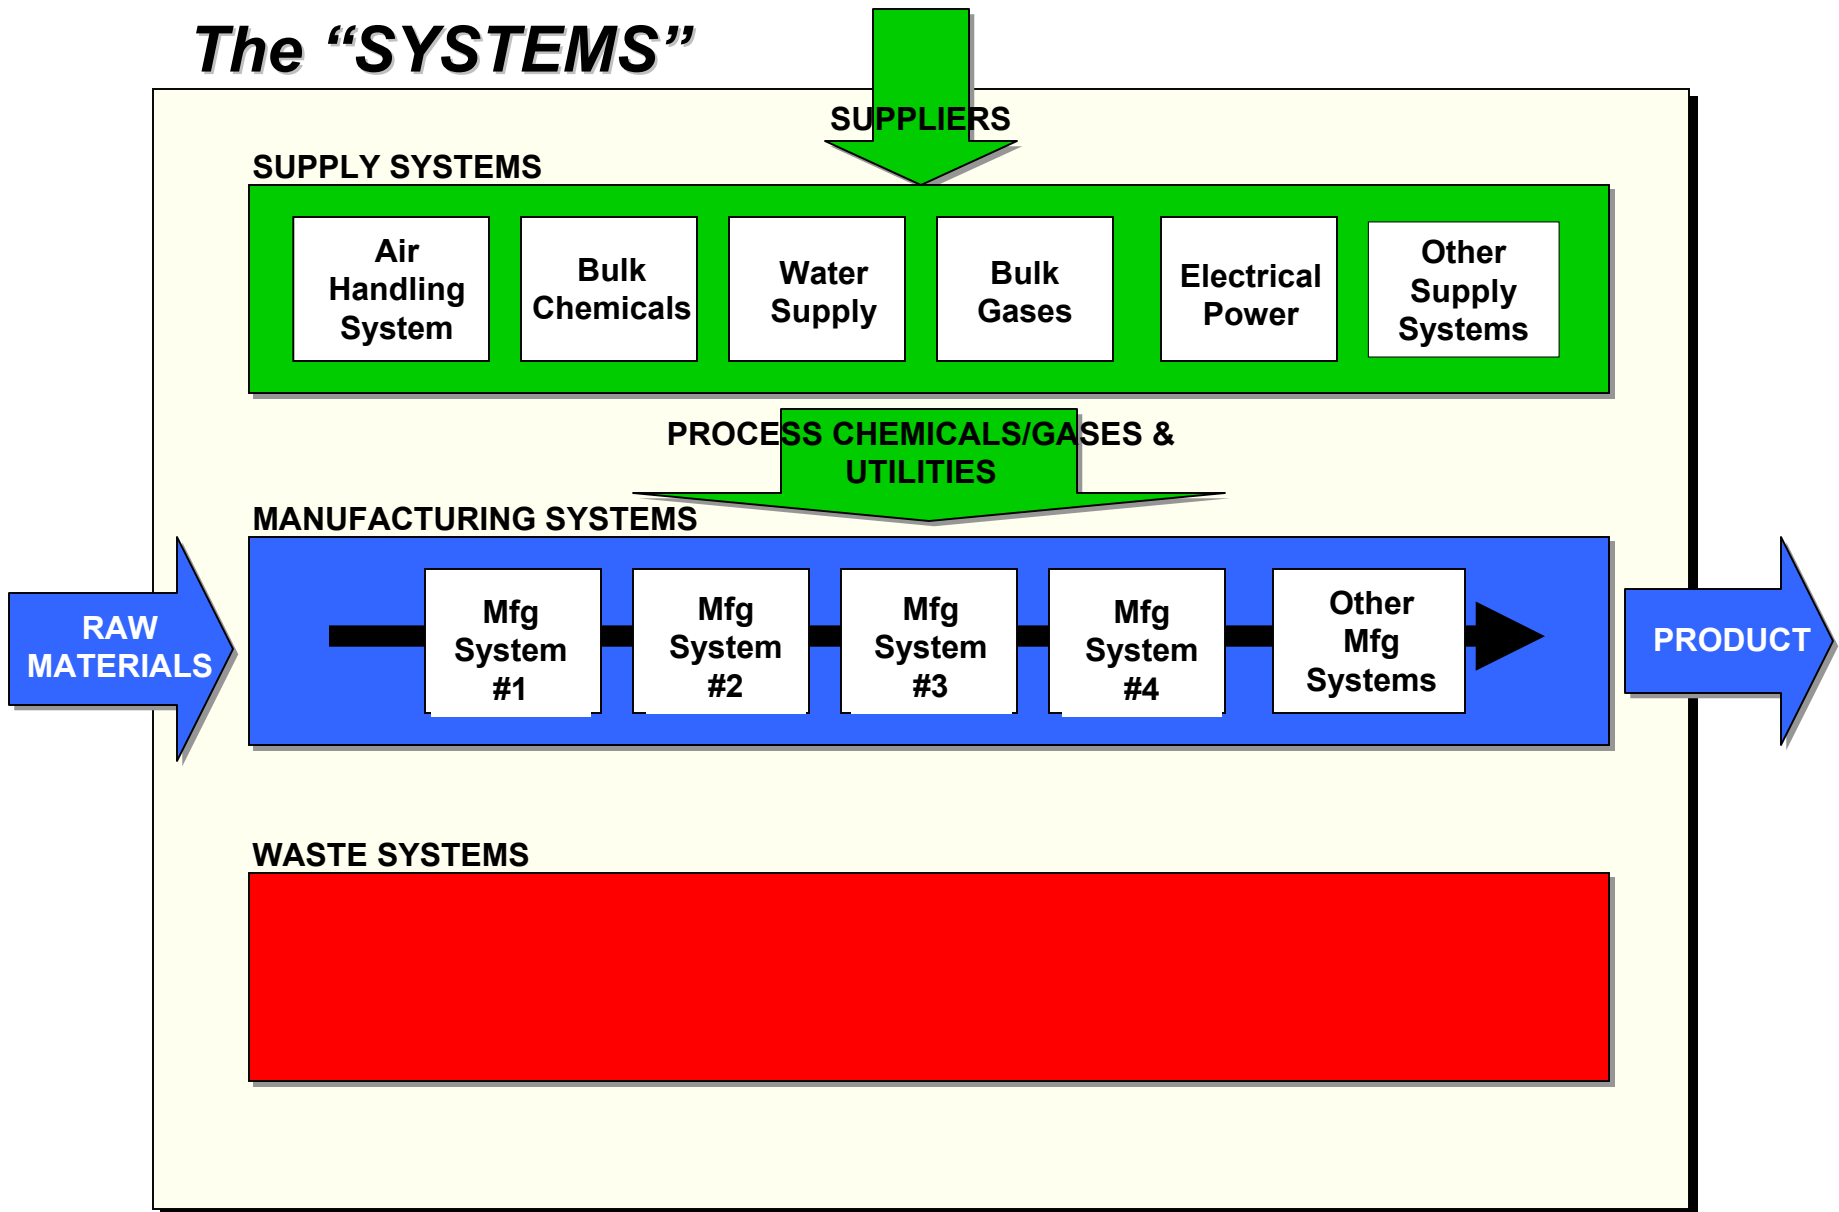 The “SYSTEMS”
SUPPLIERS
SUPPLY SYSTEMS
Air
Handling
System
Bulk
Chemicals
Water
Supply
Bulk
Gases
Electrical
Power
Other
Supply
Systems
PROCESS CHEMICALS/GASES &
UTILITIES
MANUFACTURING SYSTEMS
RAW
MATERIALS
Mfg
System
#1
Mfg
System
#2
Mfg
System
#3
Mfg
System
#4
Other
Mfg
Systems
PRODUCT
WASTE SYSTEMS